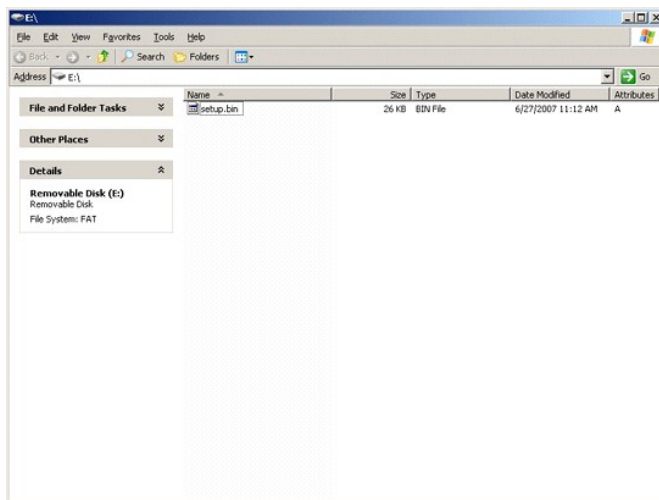 E:\
File Edit View Favorites Tools Help
Back Search Folders
Address E:\ Go
Name Size Type Date Modified Attributes
setup.bin 26 KB BIN File 6/27/2007 11:12 AM A
File and Folder Tasks
Other Places
Details
Removable Disk (E:)
Removable Disk
File System: FAT